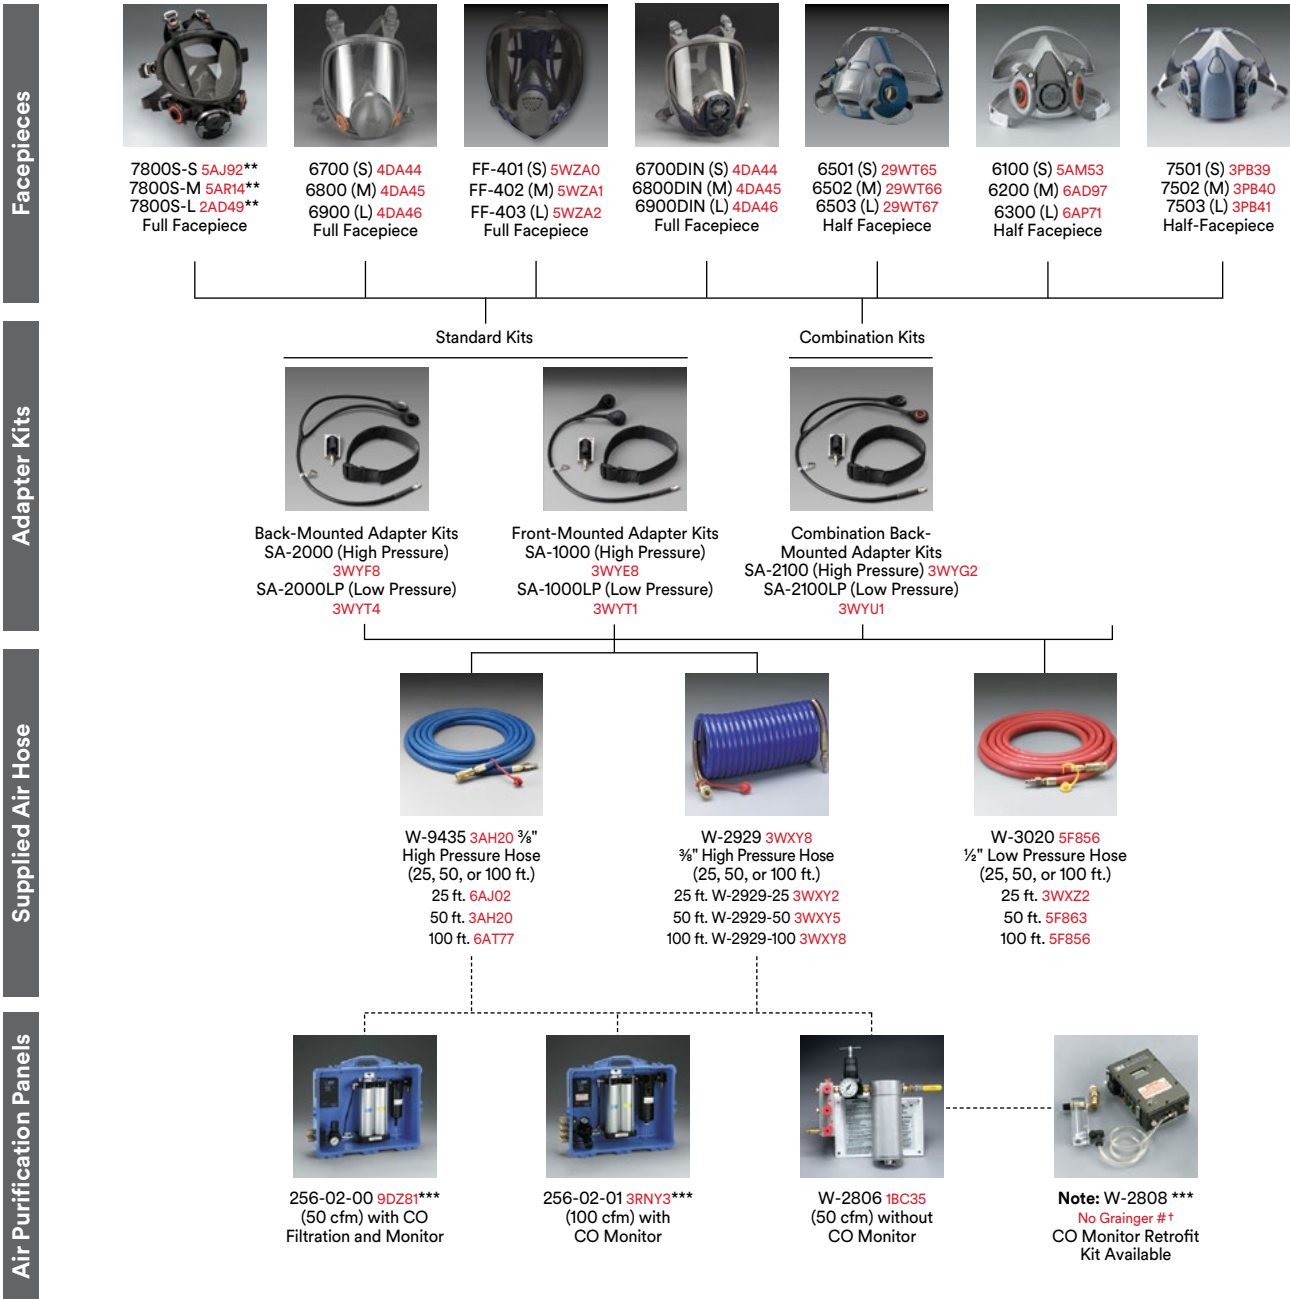 Facepieces
7800S-S 5AJ92**
7800S-M 5AR14**
7800S-L 2AD49**
Full Facepiece
6700 (S) 4DA44
6800 (M) 4DA45
6900 (L) 4DA46
Full Facepiece
FF-401 (S) 5WZA0
FF-402 (M) 5WZA1
FF-403 (L) 5WZA2
Full Facepiece
6700DIN (S) 4DA44
6800DIN (M) 4DA45
6900DIN (L) 4DA46
Full Facepiece
6501 (S) 29WT65
6502 (M) 29WT66
6503 (L) 29WT67
Half Facepiece
6100 (S) 5AM53
6200 (M) 6AD97
6300 (L) 6AP71
Half Facepiece
7501 (S) 3PB39
7502 (M) 3PB40
7503 (L) 3PB41
Half-Facepiece
Adapter Kits
Standard Kits
Combination Kits
Back-Mounted Adapter Kits
SA-2000 (High Pressure)
3WYF8
SA-2000LP (Low Pressure)
3WYT4
Front-Mounted Adapter Kits
SA-1000 (High Pressure)
3WYE8
SA-1000LP (Low Pressure)
3WYT1
Combination Back-
Mounted Adapter Kits
SA-2100 (High Pressure) 3WYG2
SA-2100LP (Low Pressure)
3WYU1
Supplied Air Hose
W-9435 3AH20 ⅜"
High Pressure Hose
(25, 50, or 100 ft.)
25 ft. 6AJ02
50 ft. 3AH20
100 ft. 6AT77
W-2929 3WXY8
⅜" High Pressure Hose
(25, 50, or 100 ft.)
25 ft. W-2929-25 3WXY2
50 ft. W-2929-50 3WXY5
100 ft. W-2929-100 3WXY8
W-3020 5F856
½" Low Pressure Hose
(25, 50, or 100 ft.)
25 ft. 3WXZ2
50 ft. 5F863
100 ft. 5F856
Air Purification Panels
256-02-00 9DZ81***
(50 cfm) with CO
Filtration and Monitor
256-02-01 3RNY3***
(100 cfm) with
CO Monitor
W-2806 1BC35
(50 cfm) without
CO Monitor
Note: W-2808 ***
No Grainger #†
CO Monitor Retrofit
Kit Available